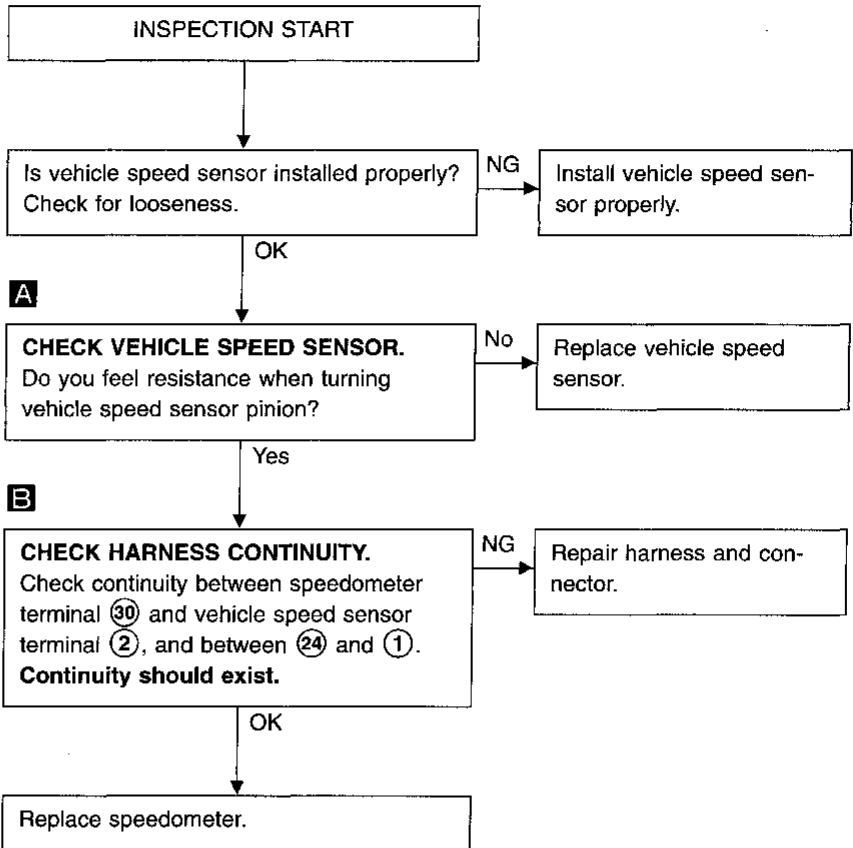 INSPECTION START
Is vehicle speed sensor installed properly?
Check for looseness.
NG
Install vehicle speed sen-
sor properly.
OK
A
CHECK VEHICLE SPEED SENSOR.
Do you feel resistance when turning
vehicle speed sensor pinion?
No
Replace vehicle speed
sensor.
Yes
B
CHECK HARNESS CONTINUITY.
Check continuity between speedometer
terminal ㉚ and vehicle speed sensor
terminal ②, and between ㉔ and ①.
Continuity should exist.
NG
Repair harness and con-
nector.
OK
Replace speedometer.